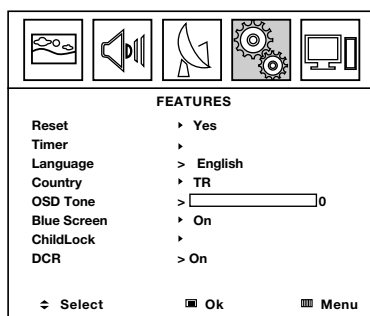 FEATURES
Reset ‣ Yes
Timer ‣
Language > English
Country ‣ TR
OSD Tone > 0
Blue Screen ‣ On
ChildLock ‣
DCR > On
Select Ok Menu